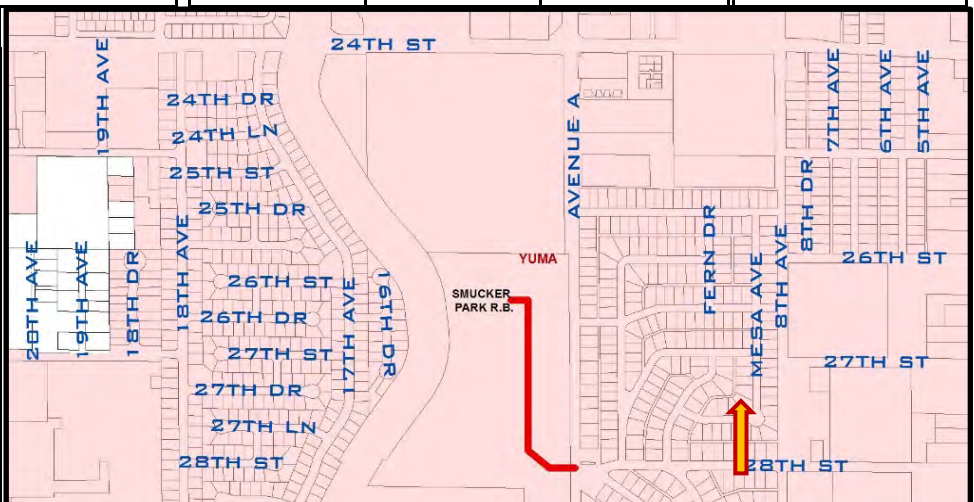 24TH ST
19TH AVE
24TH DR
24TH LN
25TH ST
25TH DR
AVENUE A
7TH AVE
6TH AVE
5TH AVE
8TH DR
20TH AVE
19TH AVE
18TH DR
18TH AVE
26TH ST
26TH DR
27TH ST
27TH DR
27TH LN
28TH ST
17TH AVE
16TH DR
YUMA
SMUCKER
PARK R.B.
FERN DR
MESA AVE
8TH AVE
26TH ST
27TH ST
28TH ST